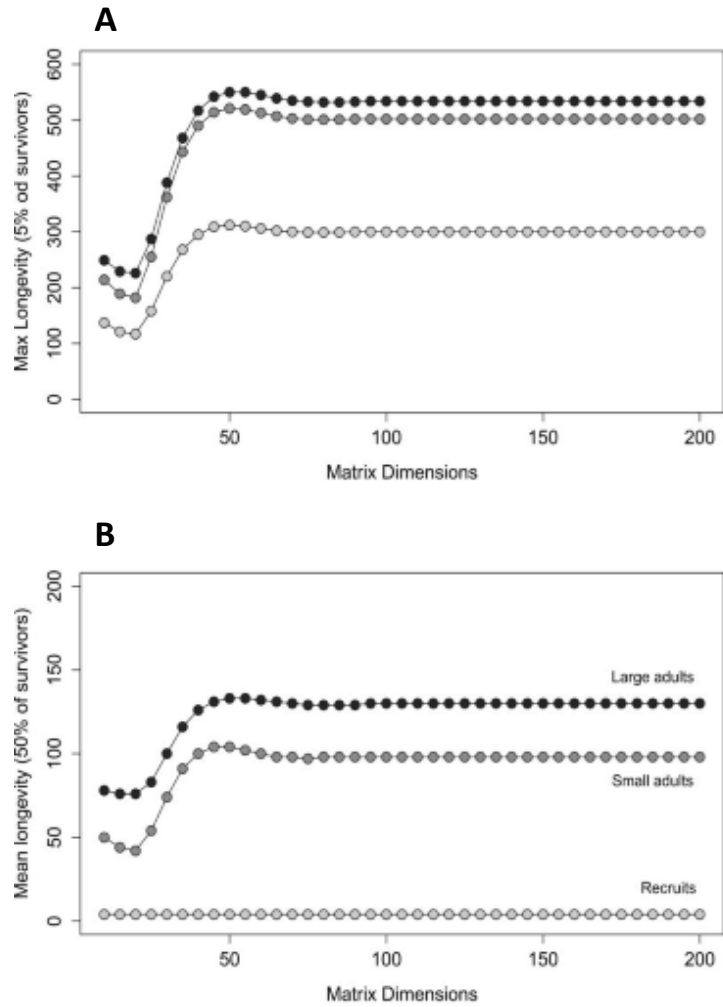 A
600
500
400
300
200
100
0
Max Longevity (5% od survivors)
50 100 150 200
Matrix Dimensions
B
200
150
100
50
0
Mean longevity (50% of survivors)
Large adults
Small adults
Recruits
50 100 150 200
Matrix Dimensions